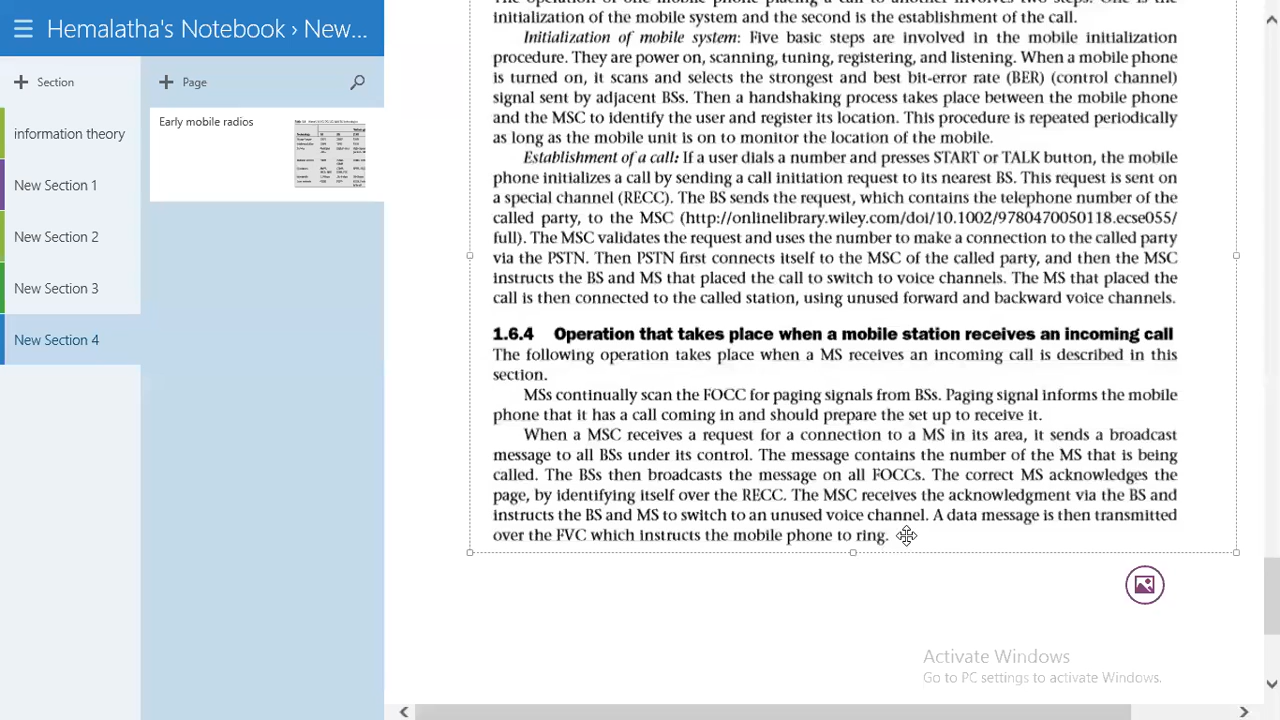 Hemalatha's Notebook › New...
+ Section
+ Page
information theory
New Section 1
New Section 2
New Section 3
New Section 4
Early mobile radios
initialization of the mobile system and the second is the establishment of the call.
Initialization of mobile system: Five basic steps are involved in the mobile initialization
procedure. They are power on, scanning, tuning, registering, and listening. When a mobile phone
is turned on, it scans and selects the strongest and best bit-error rate (BER) (control channel)
signal sent by adjacent BSs. Then a handshaking process takes place between the mobile phone
and the MSC to identify the user and register its location. This procedure is repeated periodically
as long as the mobile unit is on to monitor the location of the mobile.
Establishment of a call: If a user dials a number and presses START or TALK button, the mobile
phone initializes a call by sending a call initiation request to its nearest BS. This request is sent on
a special channel (RECC). The BS sends the request, which contains the telephone number of the
called party, to the MSC (http://onlinelibrary.wiley.com/doi/10.1002/9780470050118.ecse055/
full). The MSC validates the request and uses the number to make a connection to the called party
via the PSTN. Then PSTN first connects itself to the MSC of the called party, and then the MSC
instructs the BS and MS that placed the call to switch to voice channels. The MS that placed the
call is then connected to the called station, using unused forward and backward voice channels.
1.6.4 Operation that takes place when a mobile station receives an incoming call
The following operation takes place when a MS receives an incoming call is described in this
section.
MSs continually scan the FOCC for paging signals from BSs. Paging signal informs the mobile
phone that it has a call coming in and should prepare the set up to receive it.
When a MSC receives a request for a connection to a MS in its area, it sends a broadcast
message to all BSs under its control. The message contains the number of the MS that is being
called. The BSs then broadcasts the message on all FOCCs. The correct MS acknowledges the
page, by identifying itself over the RECC. The MSC receives the acknowledgment via the BS and
instructs the BS and MS to switch to an unused voice channel. A data message is then transmitted
over the FVC which instructs the mobile phone to ring.
Activate Windows
Go to PC settings to activate Windows.